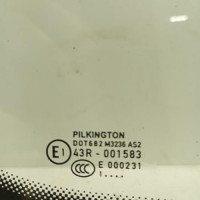 PILKINGTON
DOT682 M3236 AS2
E1 43R - 001583
CCC E 000231
1....